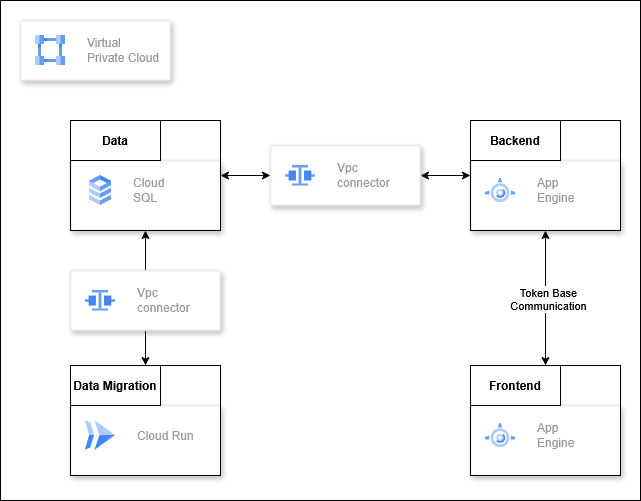 Virtual
Private Cloud
Data
Cloud
SQL
Vpc
connector
Backend
App
Engine
Vpc
connector
Token Base
Communication
Data Migration
Cloud Run
Frontend
App
Engine